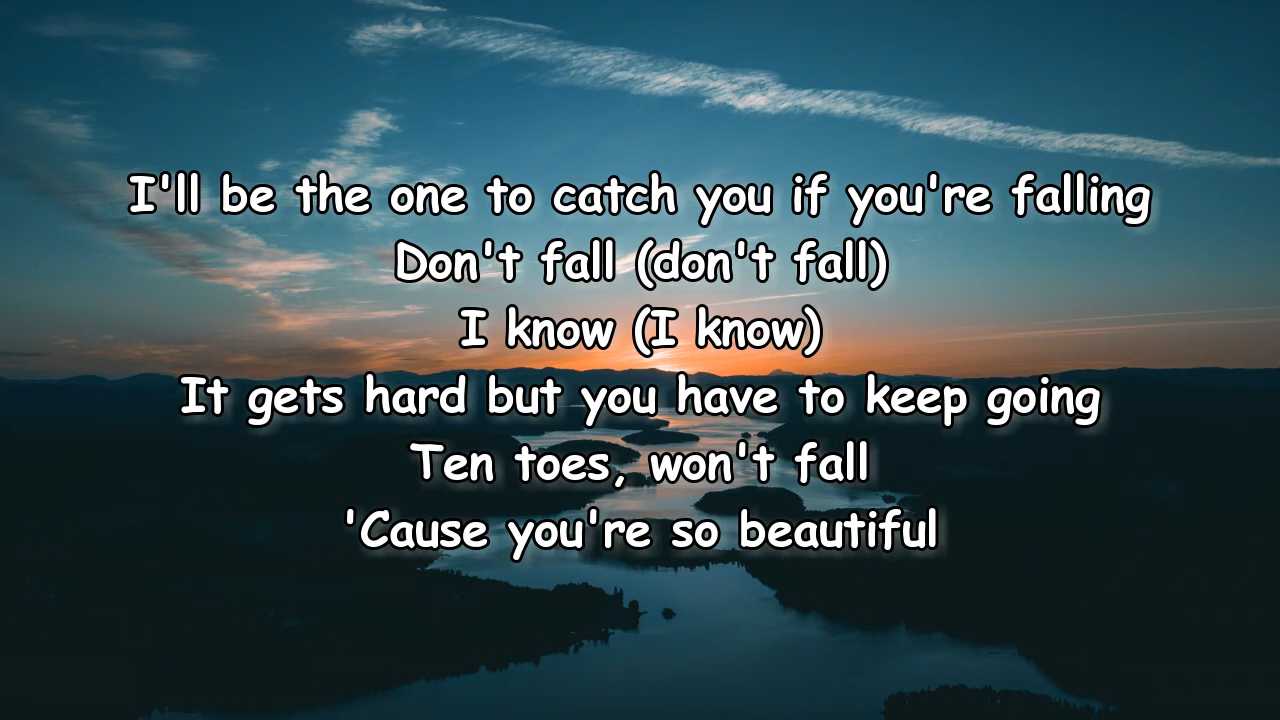 I'll be the one to catch you if you're falling
Don't fall (don't fall)
I know (I know)
It gets hard but you have to keep going
Ten toes, won't fall
'Cause you're so beautiful